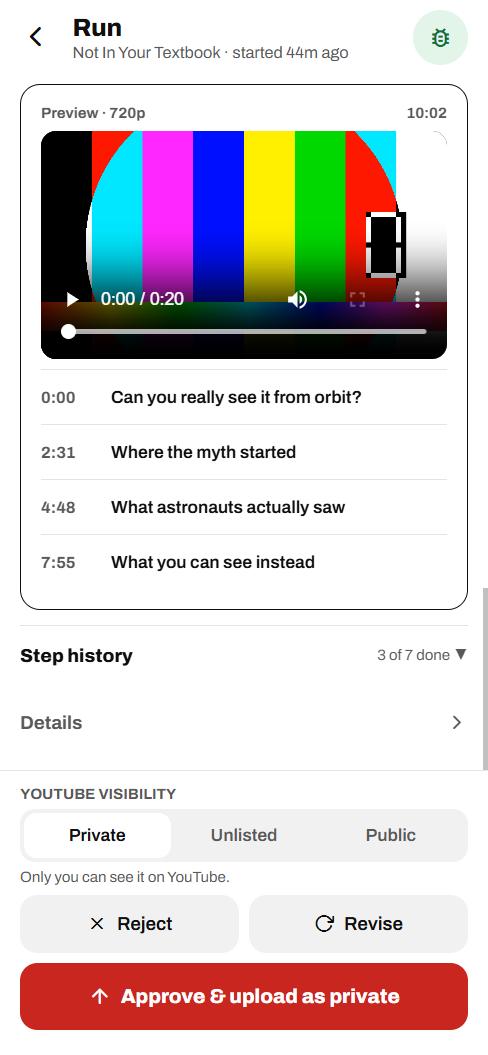 Run
Not In Your Textbook · started 44m ago
Preview · 720p
10:02
0:00 / 0:20
0:00 Can you really see it from orbit?
2:31 Where the myth started
4:48 What astronauts actually saw
7:55 What you can see instead
Step history
3 of 7 done ▼
Details
YOUTUBE VISIBILITY
Private
Unlisted
Public
Only you can see it on YouTube.
Reject
Revise
Approve & upload as private